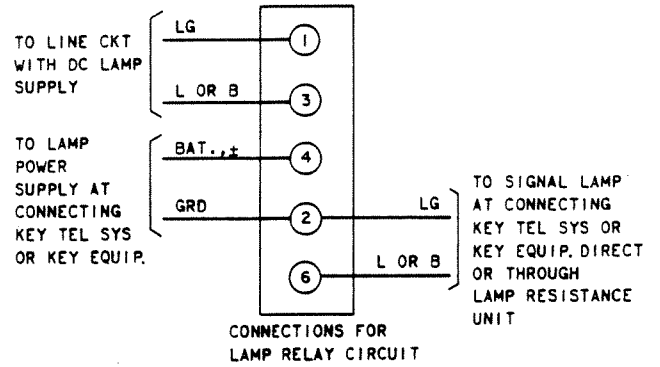 TO LINE CKT
WITH DC LAMP
SUPPLY
LG
1
L OR B
3
TO LAMP
POWER
SUPPLY AT
CONNECTING
KEY TEL SYS
OR KEY EQUIP.
BAT.,±
4
GRD
2
LG
L OR B
6
TO SIGNAL LAMP
AT CONNECTING
KEY TEL SYS OR
KEY EQUIP. DIRECT
OR THROUGH
LAMP RESISTANCE
UNIT
CONNECTIONS FOR
LAMP RELAY CIRCUIT